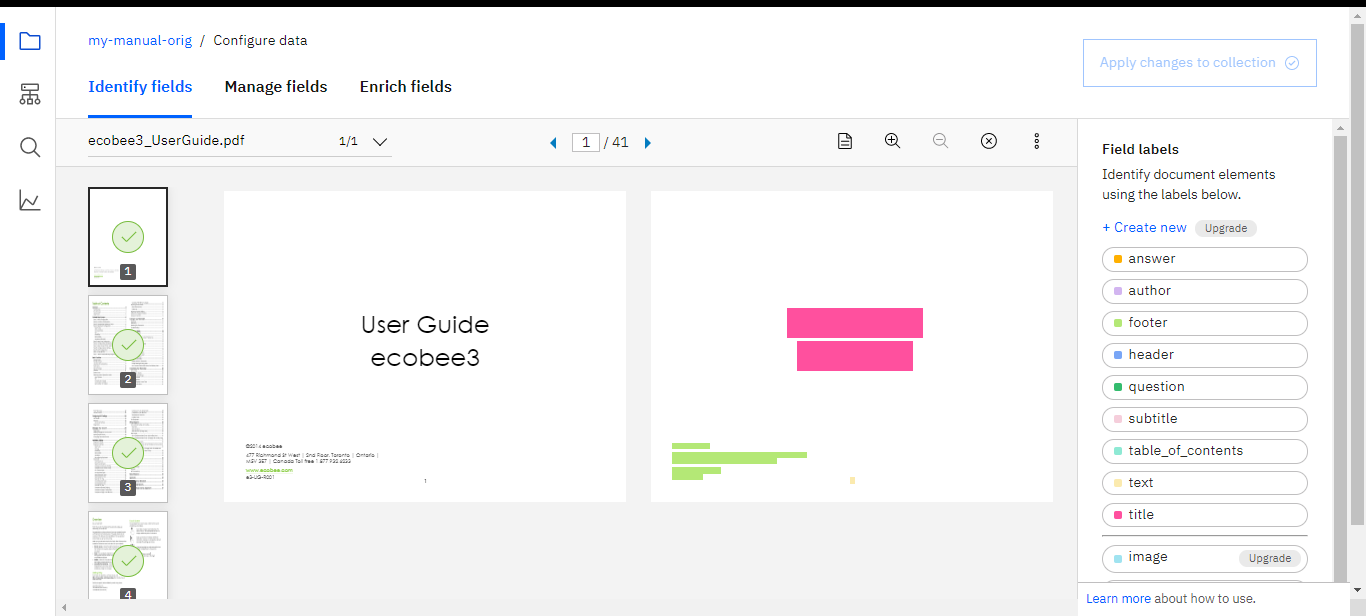 my-manual-orig / Configure data
Apply changes to collection
Identify fields Manage fields Enrich fields
ecobee3_UserGuide.pdf 1/1
1 / 41
1
2
3
4
User Guide
ecobee3
©2014 ecobee
477 Richmond St West | 2nd Floor, Toronto | Ontario |
M5V 3E7 | Canada Toll free 1 877 932 6233
www.ecobee.com
e3-UG-R001
1
Field labels
Identify document elements
using the labels below.
+ Create new Upgrade
answer
author
footer
header
question
subtitle
table_of_contents
text
title
image Upgrade
Learn more about how to use.